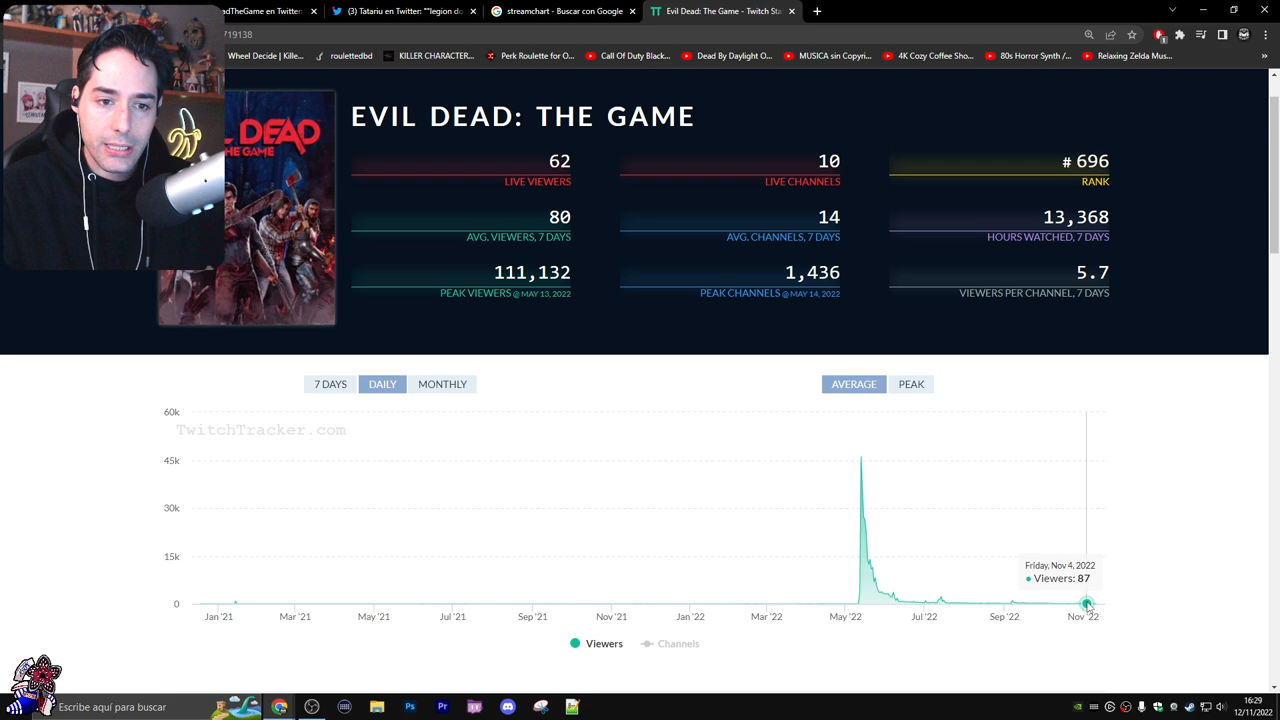 adTheGame en Twitter:
(3) Tatariu en Twitter: ""legion do
streamchart - Buscar con Google
Evil Dead: The Game - Twitch Sta
719138
Wheel Decide | Kille...
roulettedbd
KILLER CHARACTER...
Perk Roulette for O...
Call Of Duty Black...
Dead By Daylight O...
MUSICA sin Copyri...
4K Cozy Coffee Sho...
80s Horror Synth /...
Relaxing Zelda Mus...
DEAD
HE GAME
EVIL DEAD: THE GAME
62
LIVE VIEWERS
10
LIVE CHANNELS
# 696
RANK
80
AVG. VIEWERS, 7 DAYS
14
AVG. CHANNELS, 7 DAYS
13,368
HOURS WATCHED, 7 DAYS
111,132
PEAK VIEWERS @ MAY 13, 2022
1,436
PEAK CHANNELS @ MAY 14, 2022
5.7
VIEWERS PER CHANNEL, 7 DAYS
7 DAYS
DAILY
MONTHLY
AVERAGE
PEAK
60k
TwitchTracker.com
45k
30k
15k
Friday, Nov 4, 2022
Viewers: 87
0
Jan '21
Mar '21
May '21
Jul '21
Sep '21
Nov '21
Jan '22
Mar '22
May '22
Jul '22
Sep '22
Nov '22
Viewers
Channels
Escribe aquí para buscar
16:29
12/11/2022